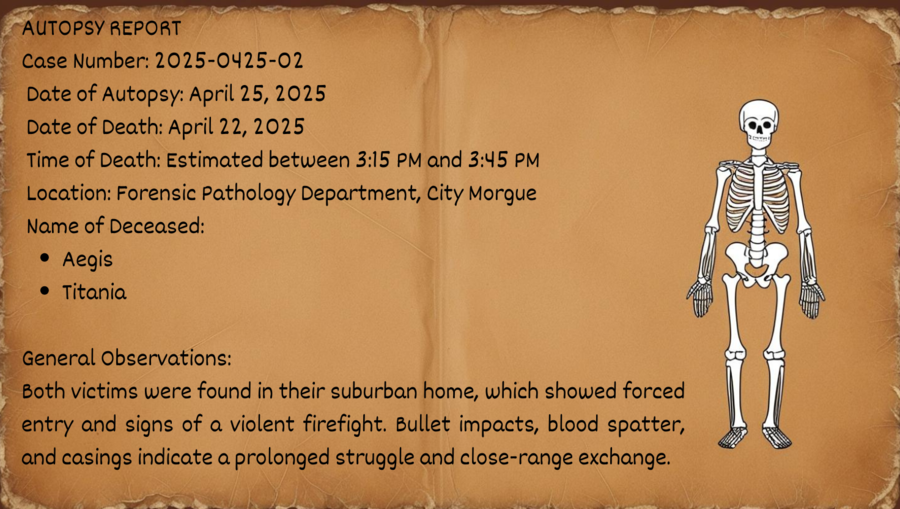 AUTOPSY REPORT
Case Number: 2025-0425-02
Date of Autopsy: April 25, 2025
Date of Death: April 22, 2025
Time of Death: Estimated between 3:15 PM and 3:45 PM
Location: Forensic Pathology Department, City Morgue
Name of Deceased:
• Aegis
• Titania
General Observations:
Both victims were found in their suburban home, which showed forced
entry and signs of a violent firefight. Bullet impacts, blood spatter,
and casings indicate a prolonged struggle and close-range exchange.